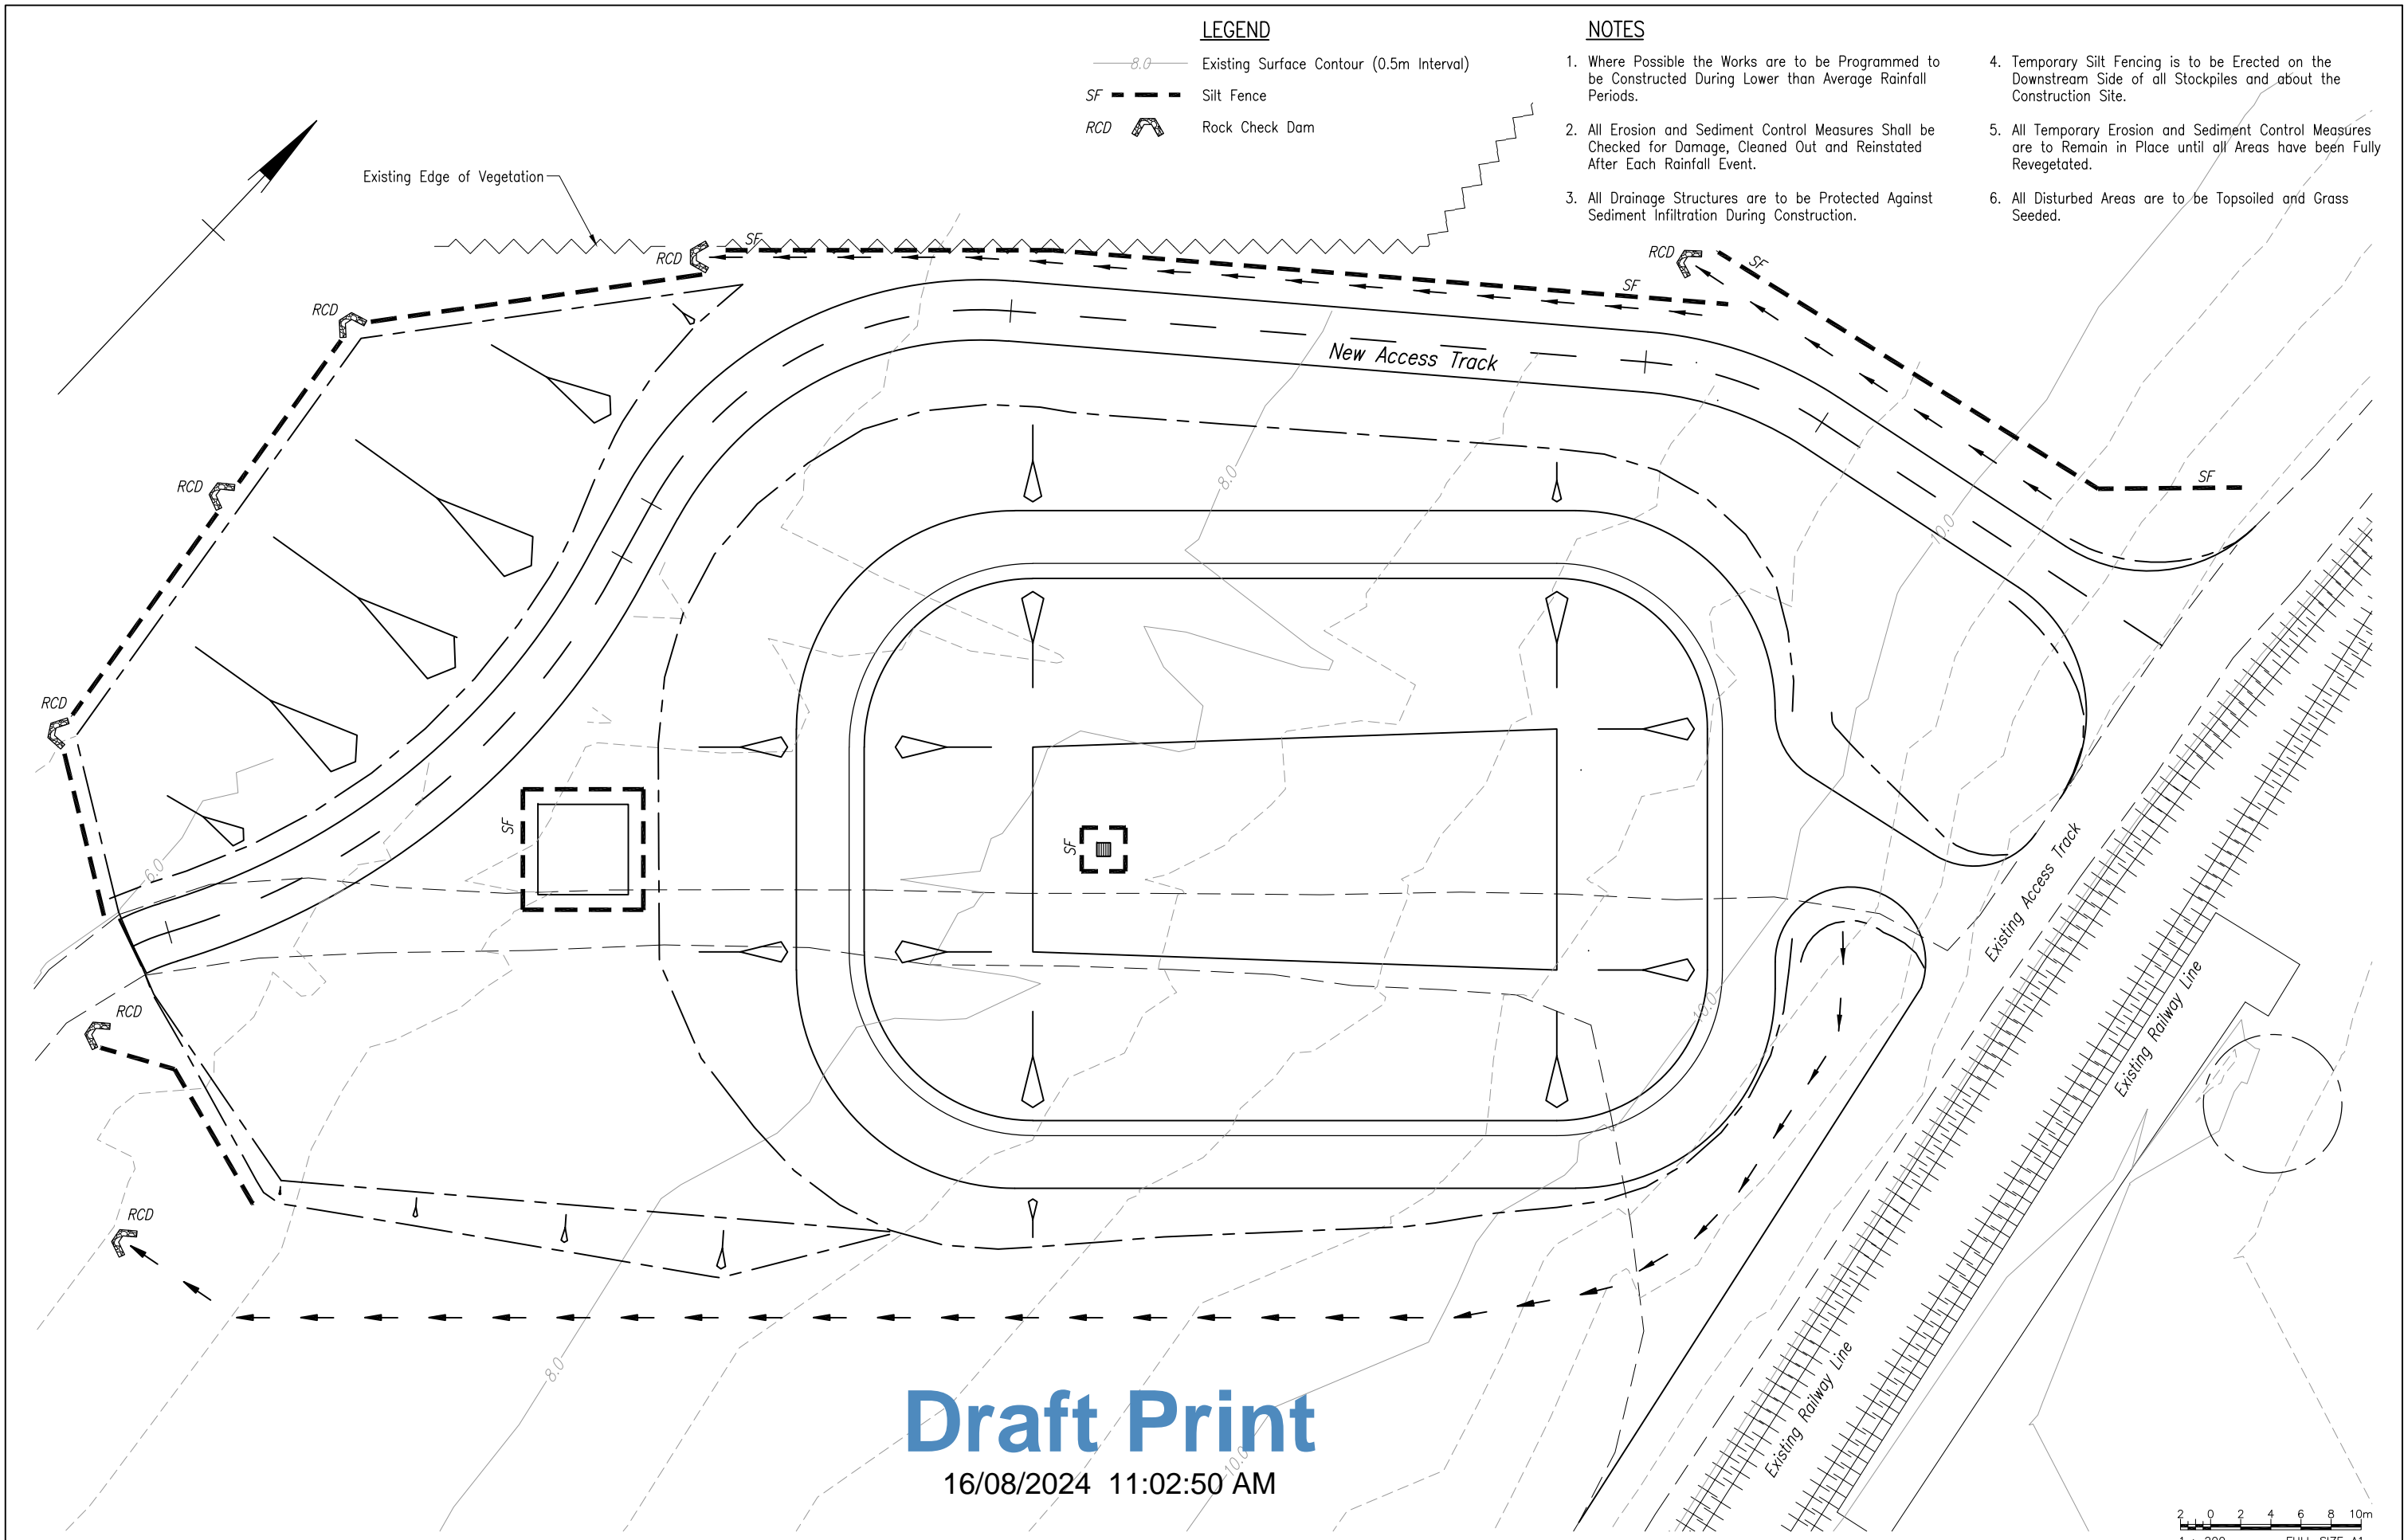 LEGEND
8.0 Existing Surface Contour (0.5m Interval)
SF Silt Fence
RCD Rock Check Dam
NOTES
1. Where Possible the Works are to be Programmed to
be Constructed During Lower than Average Rainfall
Periods.
2. All Erosion and Sediment Control Measures Shall be
Checked for Damage, Cleaned Out and Reinstated
After Each Rainfall Event.
3. All Drainage Structures are to be Protected Against
Sediment Infiltration During Construction.
4. Temporary Silt Fencing is to be Erected on the
Downstream Side of all Stockpiles and about the
Construction Site.
5. All Temporary Erosion and Sediment Control Measures
are to Remain in Place until all Areas have been Fully
Revegetated.
6. All Disturbed Areas are to be Topsoiled and Grass
Seeded.
Existing Edge of Vegetation
SF
RCD
RCD
SF
SF
RCD
New Access Track
8.0
SF
RCD
10.0
RCD
SF
SF
6.0
Existing Access Track
Existing Railway Line
10.0
RCD
RCD
8.0
Existing Railway Line
10.0
Draft Print
16/08/2024 11:02:50 AM
2 0 2 4 6 8 10m